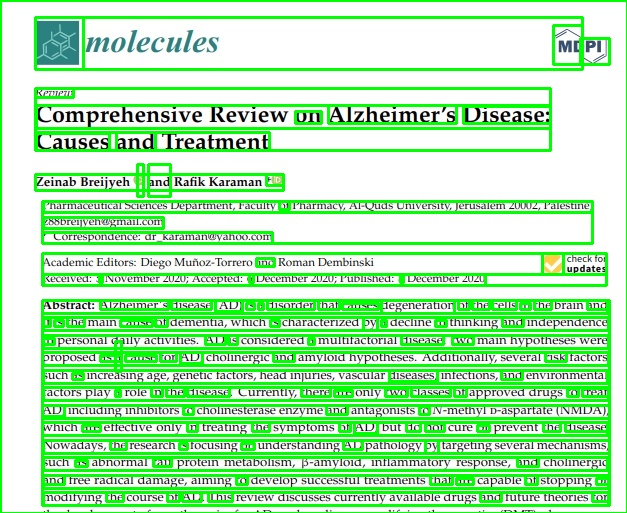 molecules
MDPI
Review
Comprehensive Review on Alzheimer's Disease:
Causes and Treatment
Zeinab Breijyeh and Rafik Karaman
Pharmaceutical Sciences Department, Faculty of Pharmacy, Al-Quds University, Jerusalem 20002, Palestine
z88breijyeh@gmail.com
* Correspondence: dr_karaman@yahoo.com
Academic Editors: Diego Muñoz-Torrero and Roman Dembinski
check for
updates
Received: November 2020; Accepted: December 2020; Published: December 2020
Abstract: Alzheimer's disease AD is a disorder that causes degeneration of the cells in the brain and
it is the main cause of dementia, which is characterized by a decline in thinking and independence
in personal daily activities. AD is considered a multifactorial disease: two main hypotheses were
proposed as a cause for AD, cholinergic and amyloid hypotheses. Additionally, several risk factors
such as increasing age, genetic factors, head injuries, vascular diseases, infections, and environmental
factors play a role in the disease. Currently, there are only two classes of approved drugs to treat
AD, including inhibitors to cholinesterase enzyme and antagonists to N-methyl D-aspartate (NMDA),
which are effective only in treating the symptoms of AD, but do not cure or prevent the disease.
Nowadays, the research is focusing on understanding AD pathology by targeting several mechanisms,
such as abnormal tau protein metabolism, β-amyloid, inflammatory response, and cholinergic
and free radical damage, aiming to develop successful treatments that are capable of stopping or
modifying the course of AD. This review discusses currently available drugs and future theories for